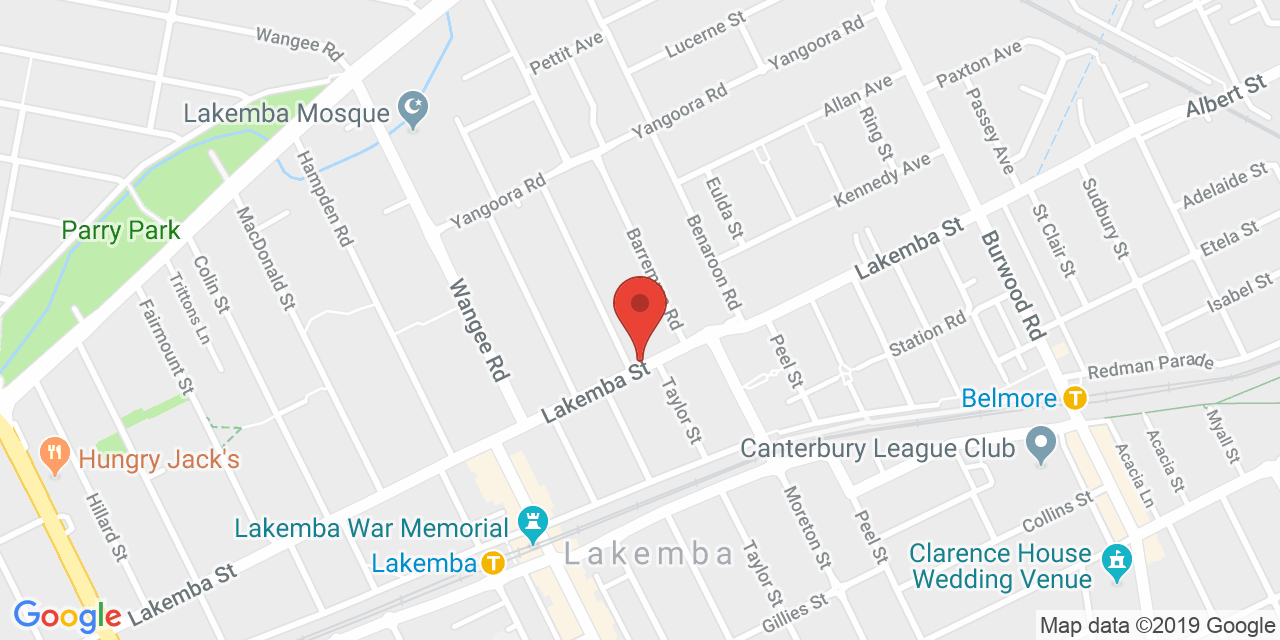 Wangee Rd
Pettit Ave
Lucerne St
Yangoora Rd
Paxton Ave
Albert St
Lakemba Mosque
Yangoora Rd
Allan Ave
Ring St
Passey Ave
Hampden Rd
Yangoora Rd
Kennedy Ave
Eulda St
Adelaide St
Sudbury St
Parry Park
MacDonald St
Colin St
Trittons Ln
Fairmount St
Benaroon Rd
Lakemba St
Burwood Rd
St Clair St
Etela St
Isabel St
Wangee Rd
Station Rd
Peel St
Redman Parade
Lakemba St
Taylor St
Belmore
T
Canterbury League Club
Myall St
Acacia St
Acacia Ln
Hungry Jack's
Hillard St
Lakemba War Memorial
Lakemba
T
Lakemba
Moreton St
Peel St
Collins St
Taylor St
Clarence House
Wedding Venue
Gillies St
Lakemba St
Google
Map data ©2019 Google